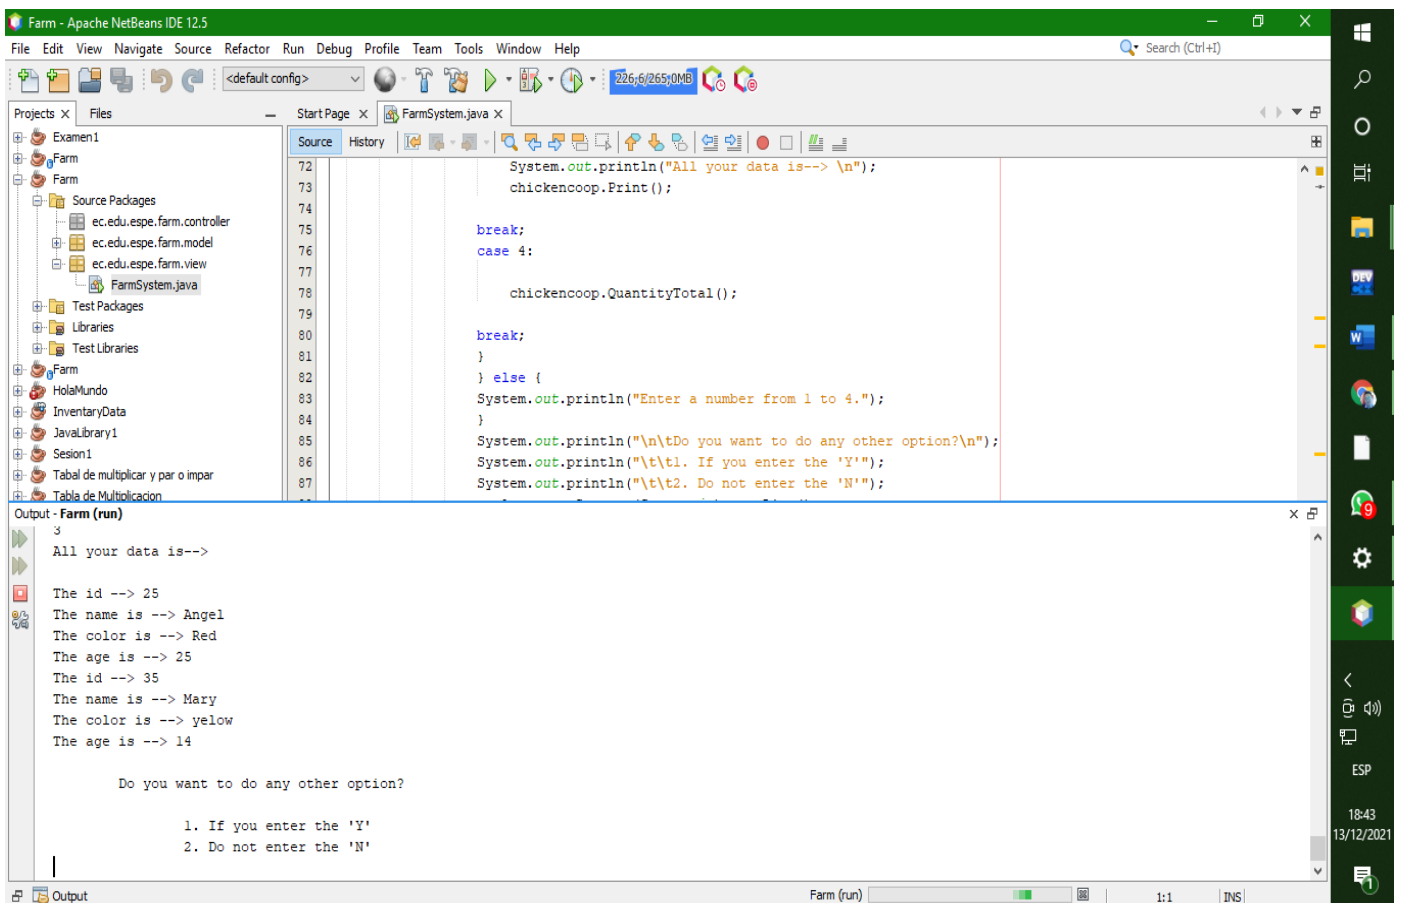 Farm - Apache NetBeans IDE 12.5
File Edit View Navigate Source Refactor Run Debug Profile Team Tools Window Help
Search (Ctrl+I)
<default config>
226,6/265,0MB
Projects
Files
Start Page
FarmSystem.java
Examen1
Farm
Farm
Source Packages
ec.edu.espe.farm.controller
ec.edu.espe.farm.model
ec.edu.espe.farm.view
FarmSystem.java
Test Packages
Libraries
Test Libraries
Farm
HolaMundo
InventaryData
JavaLibrary1
Sesion1
Tabal de multiplicar y par o impar
Tabla de Multiplicacion
Source History
72 System.out.println("All your data is--> \n");
73 chickencoop.Print();
74
75 break;
76 case 4:
77
78 chickencoop.QuantityTotal();
79
80 break;
81 }
82 } else {
83 System.out.println("Enter a number from 1 to 4.");
84 }
85 System.out.println("\n\tDo you want to do any other option?\n");
86 System.out.println("\t\t1. If you enter the 'Y'");
87 System.out.println("\t\t2. Do not enter the 'N'");
Output - Farm (run)
3
All your data is-->
The id --> 25
The name is --> Angel
The color is --> Red
The age is --> 25
The id --> 35
The name is --> Mary
The color is --> yelow
The age is --> 14
Do you want to do any other option?
1. If you enter the 'Y'
2. Do not enter the 'N'
Output
Farm (run)
1:1
INS
DEV
C++
W
9
ESP
18:43
13/12/2021
1